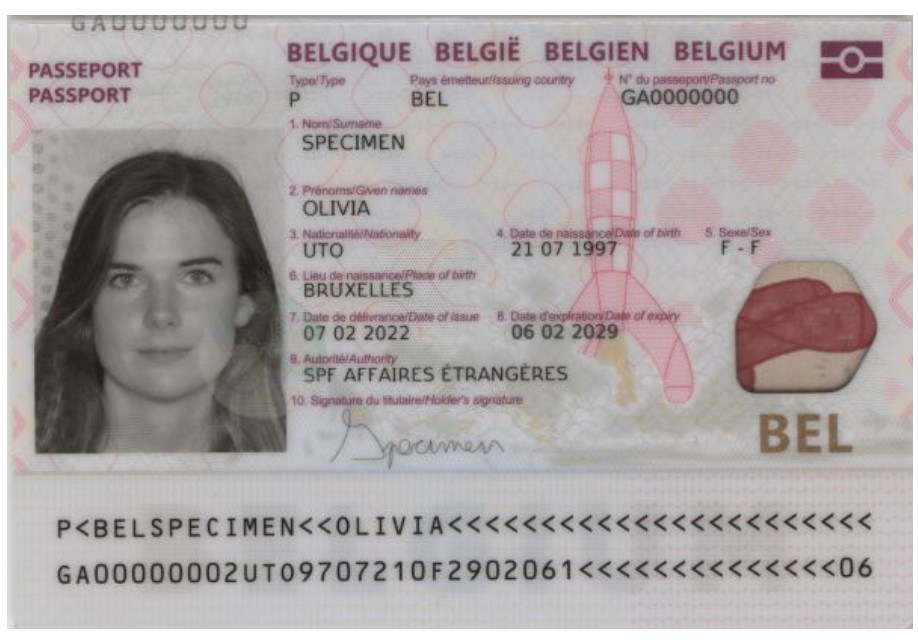 GA0000000
PASSEPORT
PASSPORT
BELGIQUE BELGIË BELGIEN BELGIUM
Type/Type Pays émetteur/Issuing country N° du passeport/Passport no
P BEL GA0000000
1. Nom/Surname
SPECIMEN
2. Prénoms/Given names
OLIVIA
3. Nationalité/Nationality 4. Date de naissance/Date of birth 5. Sexe/Sex
UTO 21 07 1997 F - F
6. Lieu de naissance/Place of birth
BRUXELLES
7. Date de délivrance/Date of issue 8. Date d'expiration/Date of expiry
07 02 2022 06 02 2029
9. Autorité/Authority
SPF AFFAIRES ÉTRANGÈRES
10. Signature du titulaire/Holder's signature
Specimen
BEL
P<BELSPECIMEN<<OLIVIA<<<<<<<<<<<<<<<<<<<<<<<
GA00000002UTO9707210F2902061<<<<<<<<<<<<<<06